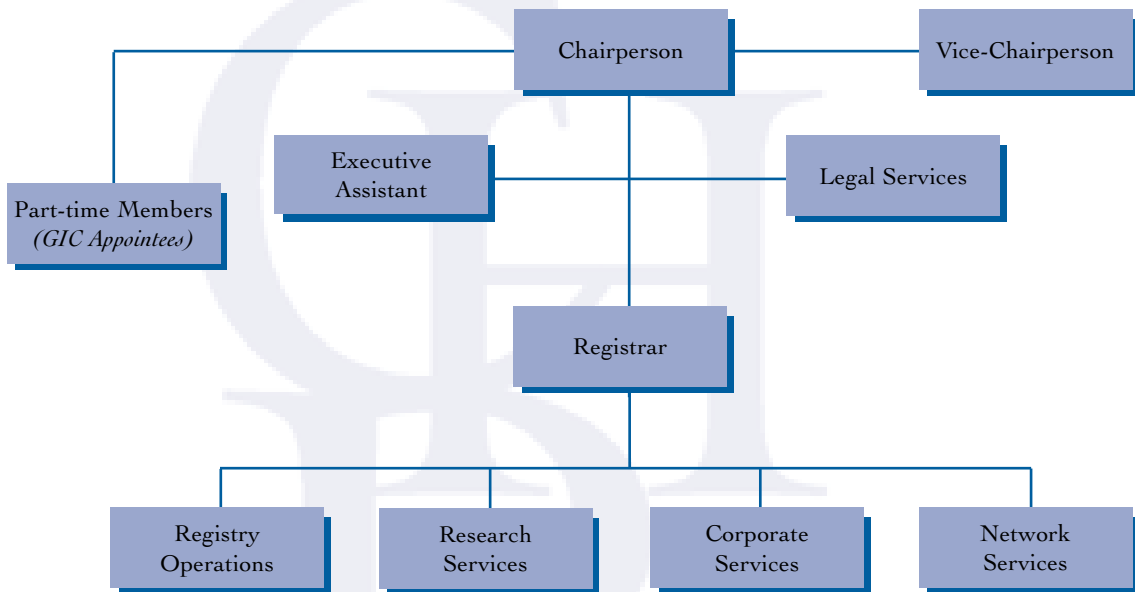 Chairperson
Vice-Chairperson
Executive
Assistant
Legal Services
Part-time Members
(GIC Appointees)
Registrar
Registry
Operations
Research
Services
Corporate
Services
Network
Services